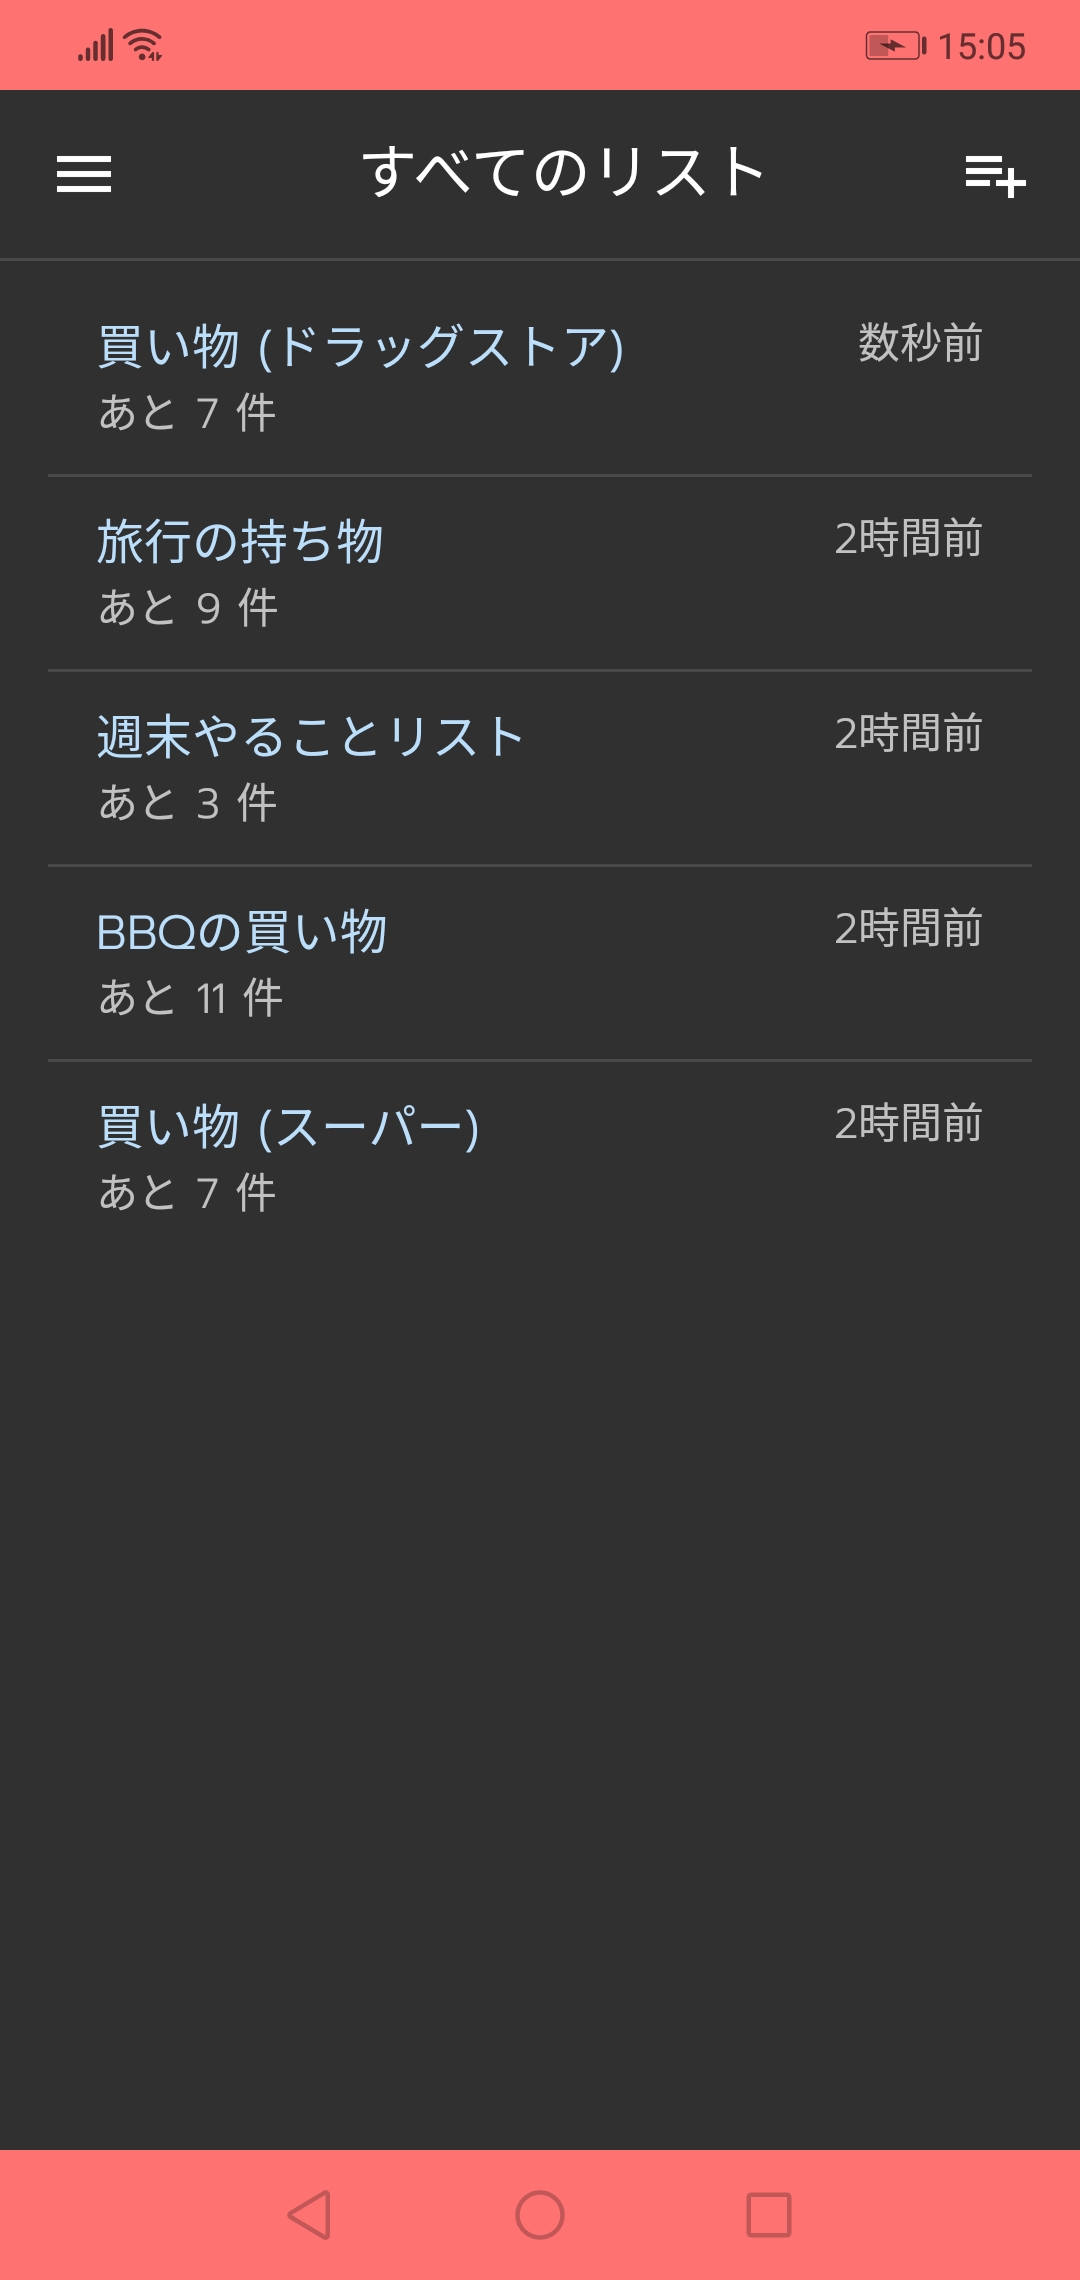 15:05
すべてのリスト
買い物 (ドラッグストア)
数秒前
あと 7 件
旅行の持ち物
2時間前
あと 9 件
週末やることリスト
2時間前
あと 3 件
BBQの買い物
2時間前
あと 11 件
買い物 (スーパー)
2時間前
あと 7 件